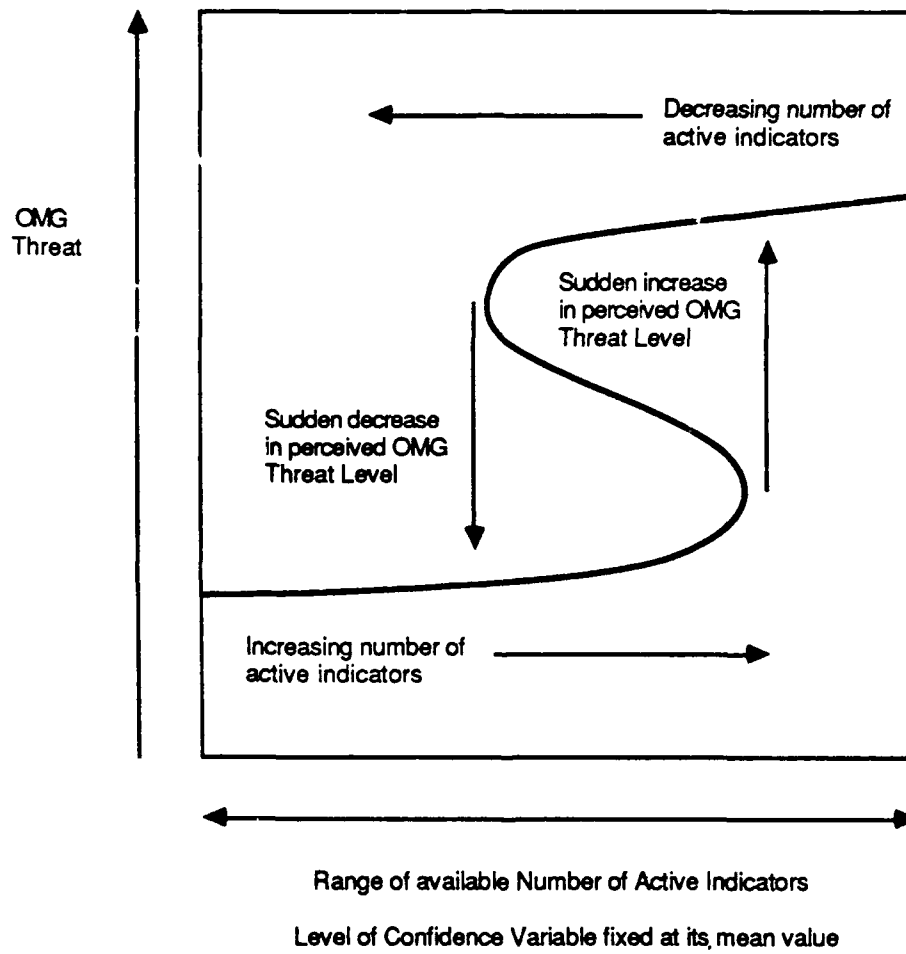 Decreasing number of
active indicators
OMG
Threat
Sudden increase
in perceived OMG
Threat Level
Sudden decrease
in perceived OMG
Threat Level
Increasing number of
active indicators
Range of available Number of Active Indicators
Level of Confidence Variable fixed at its, mean value